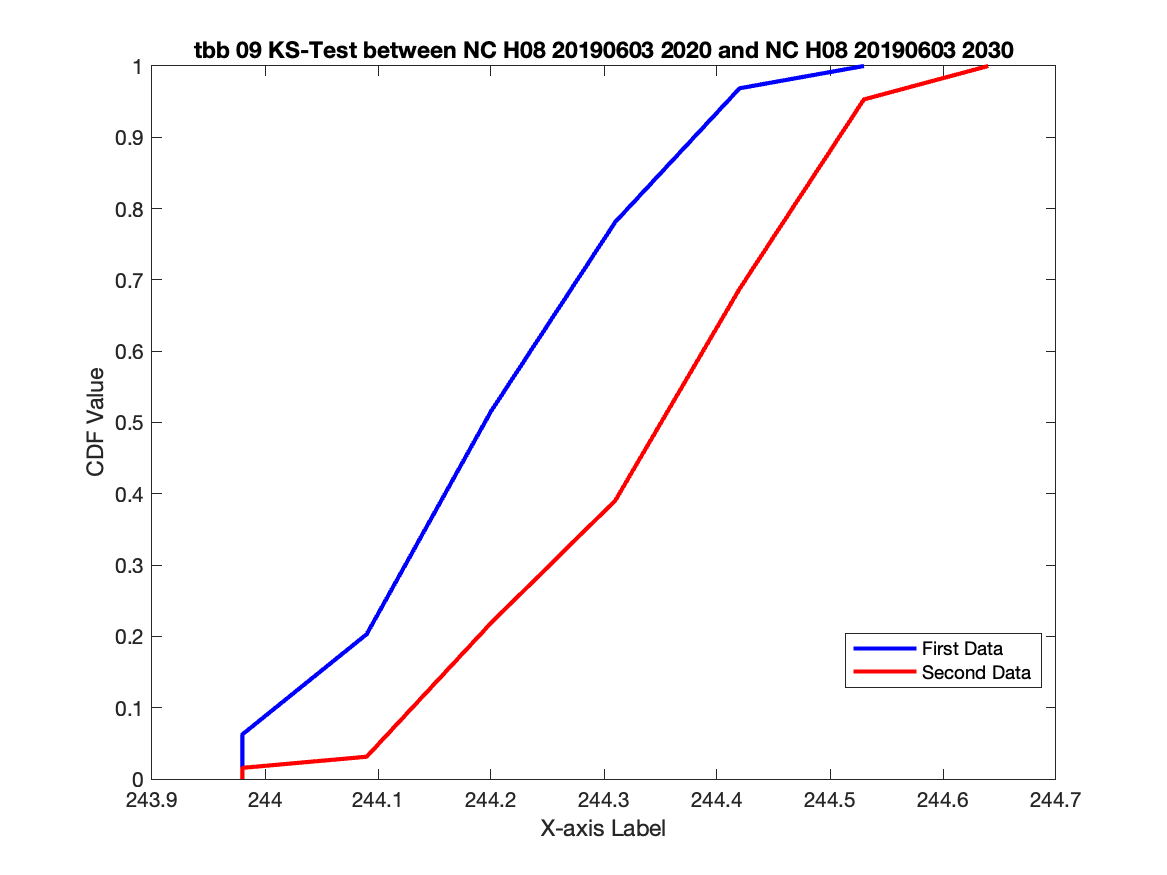 tbb 09 KS-Test between NC H08 20190603 2020 and NC H08 20190603 2030
1
0.9
0.8
0.7
0.6
0.5
0.4
0.3
0.2
0.1
0
CDF Value
First Data
Second Data
243.9 244 244.1 244.2 244.3 244.4 244.5 244.6 244.7
X-axis Label